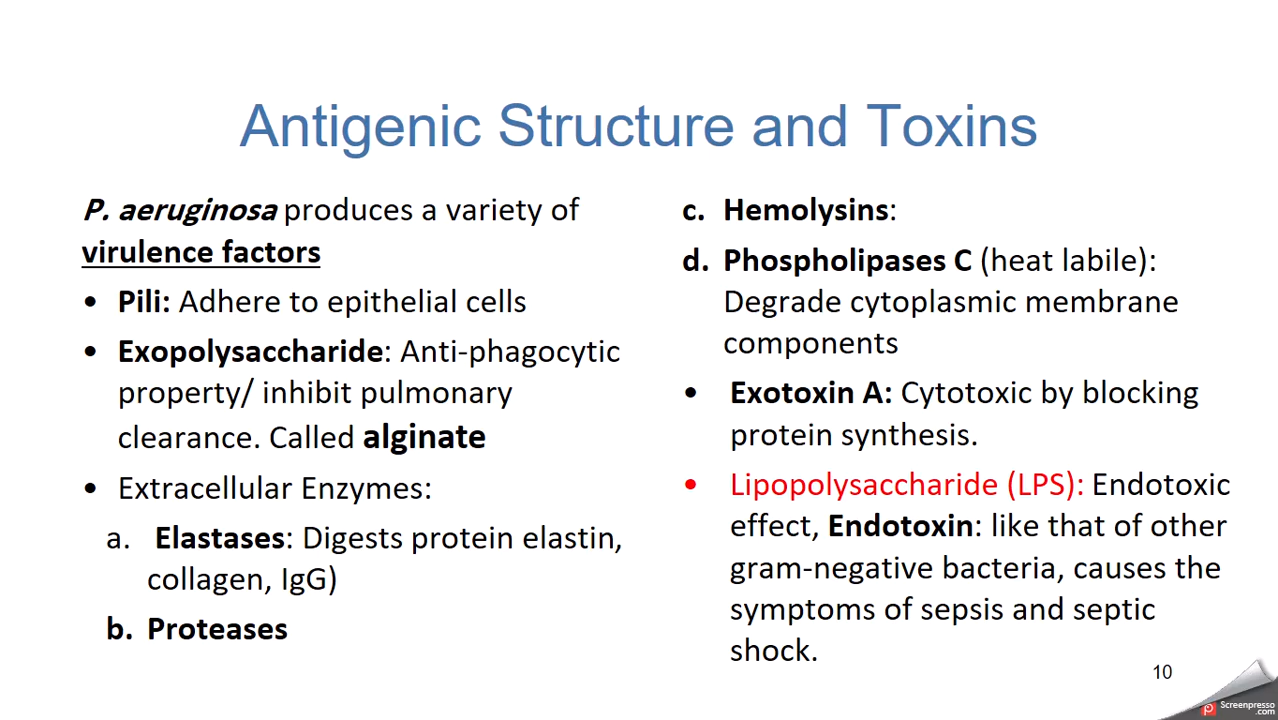 Antigenic Structure and Toxins
P. aeruginosa produces a variety of
virulence factors
• Pili: Adhere to epithelial cells
• Exopolysaccharide: Anti-phagocytic
property/ inhibit pulmonary
clearance. Called alginate
• Extracellular Enzymes:
a. Elastases: Digests protein elastin,
collagen, IgG)
b. Proteases
c. Hemolysins:
d. Phospholipases C (heat labile):
Degrade cytoplasmic membrane
components
• Exotoxin A: Cytotoxic by blocking
protein synthesis.
• Lipopolysaccharide (LPS): Endotoxic
effect, Endotoxin: like that of other
gram-negative bacteria, causes the
symptoms of sepsis and septic
shock.
10
Screenpresso
.com